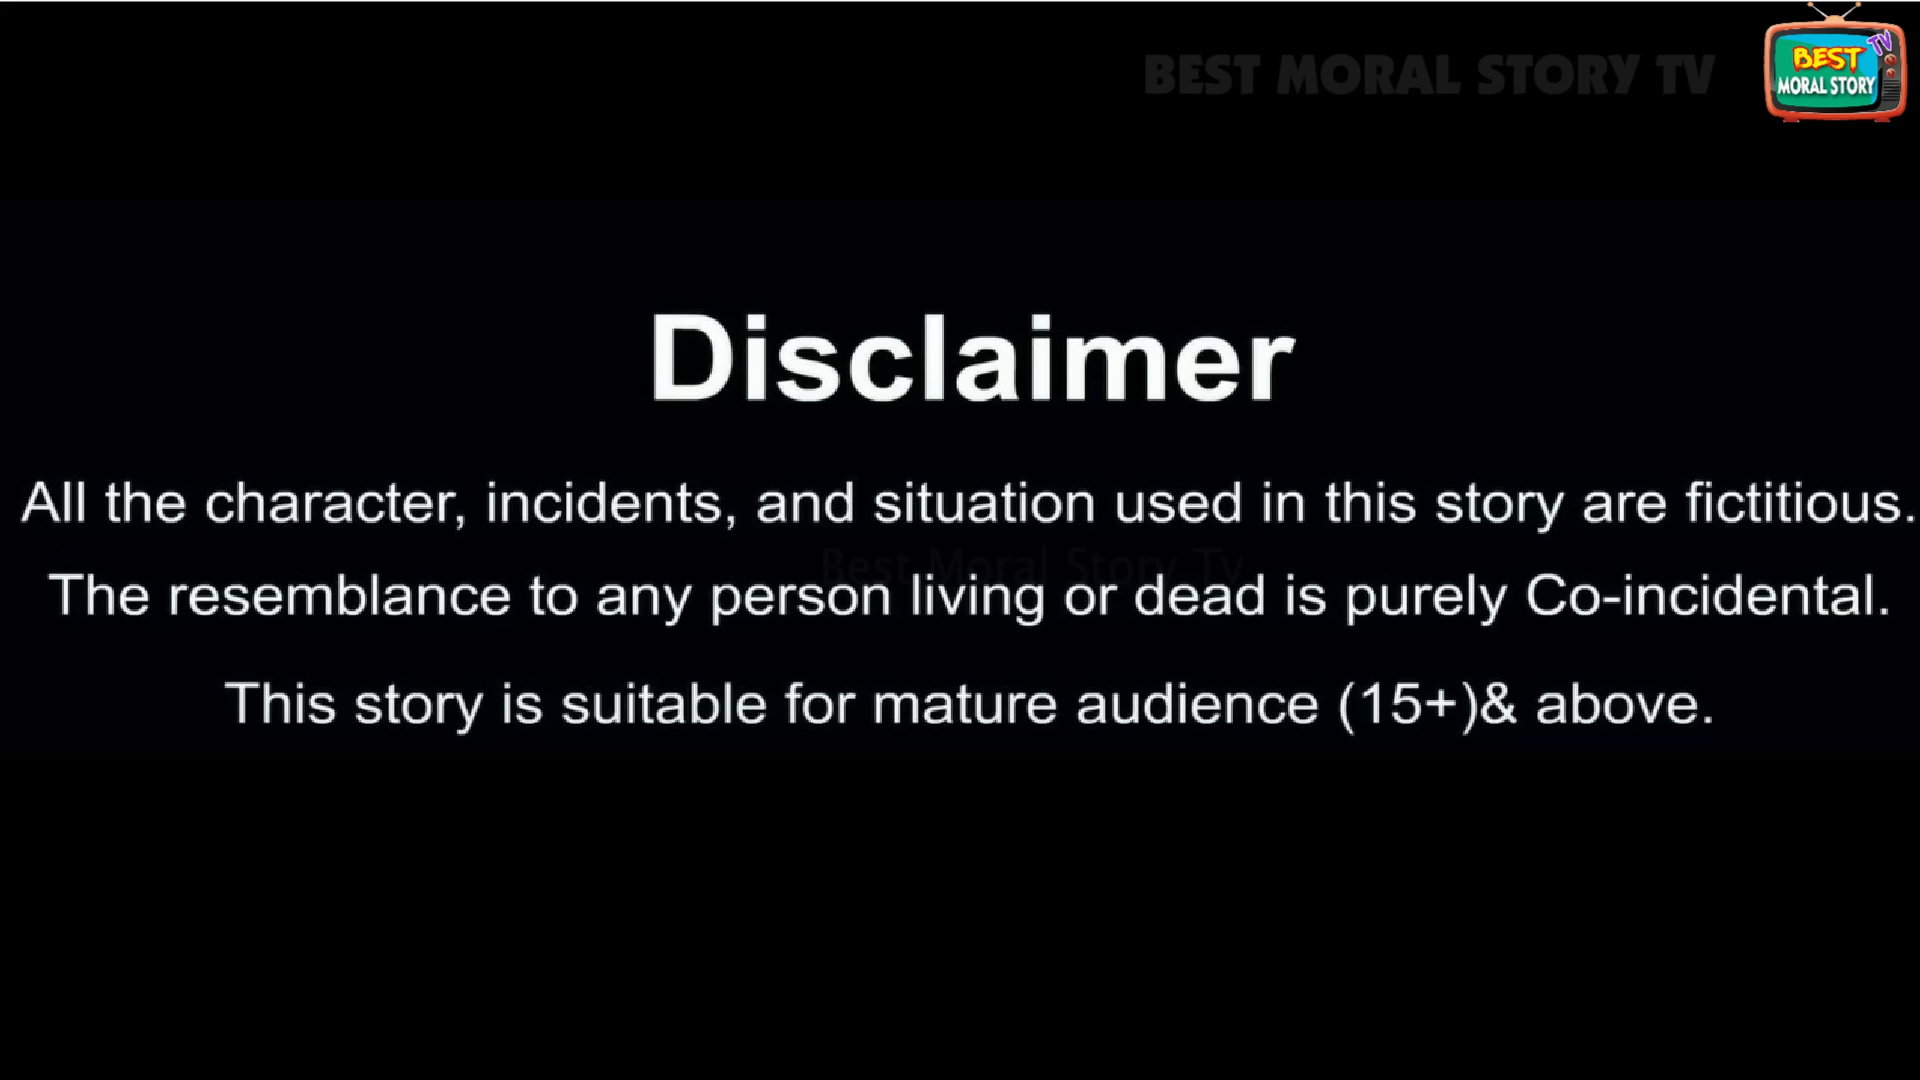 BEST MORAL STORY TV
BEST TV
MORAL STORY
Disclaimer
All the character, incidents, and situation used in this story are fictitious.
Best Moral Story Tv
The resemblance to any person living or dead is purely Co-incidental.
This story is suitable for mature audience (15+)& above.